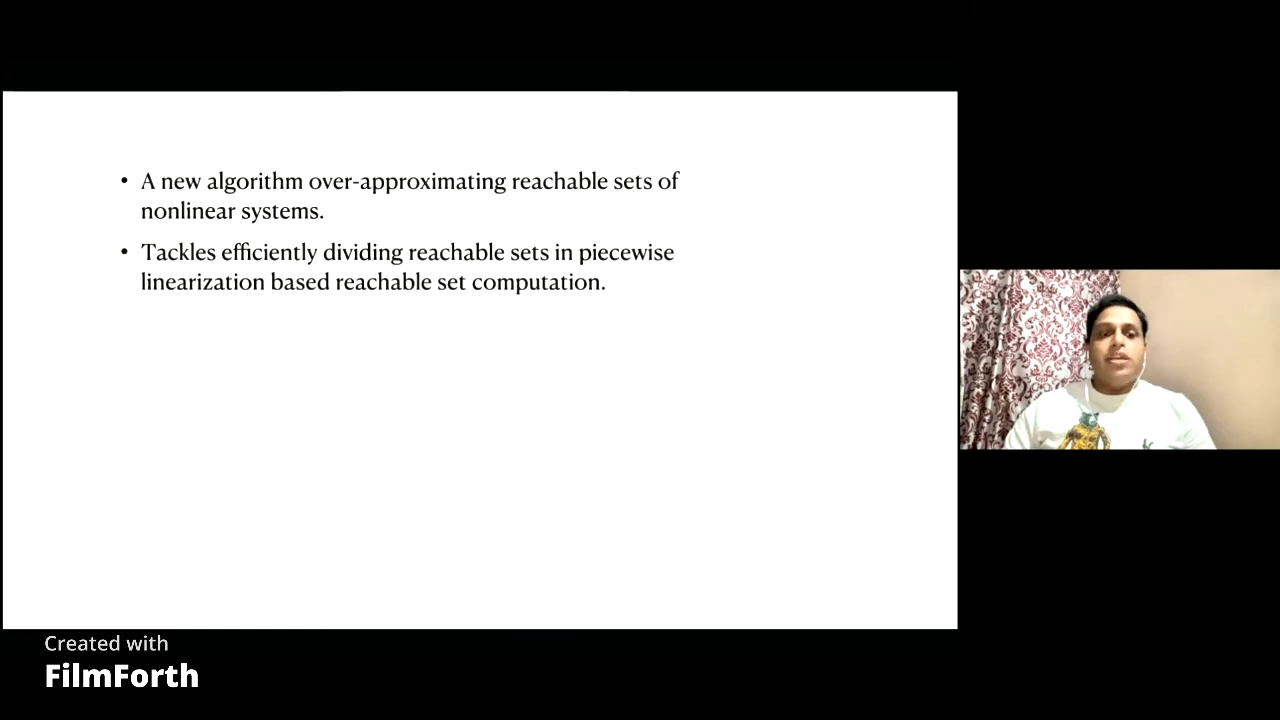 • A new algorithm over-approximating reachable sets of
nonlinear systems.
• Tackles efficiently dividing reachable sets in piecewise
linearization based reachable set computation.
Created with
FilmForth